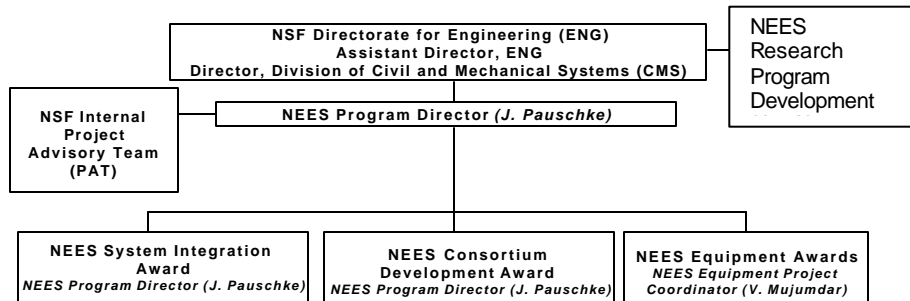 NSF Directorate for Engineering (ENG)
Assistant Director, ENG
Director, Division of Civil and Mechanical Systems (CMS)
NEES
Research
Program
Development
NSF Internal
Project
Advisory Team
(PAT)
NEES Program Director (J. Pauschke)
NEES System Integration
Award
NEES Program Director (J. Pauschke)
NEES Consortium
Development Award
NEES Program Director (J. Pauschke)
NEES Equipment Awards
NEES Equipment Project
Coordinator (V. Mujumdar)